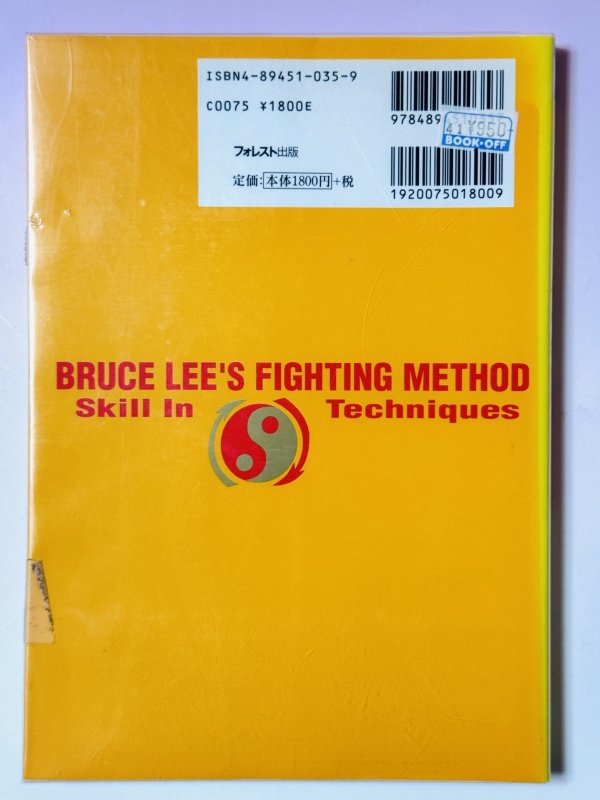 ISBN4-89451-035-9
C0075 ¥1800E
フォレスト出版
定価:本体1800円+税
978489
41¥950-
BOOK·OFF
1920075018009
BRUCE LEE'S FIGHTING METHOD
Skill In Techniques